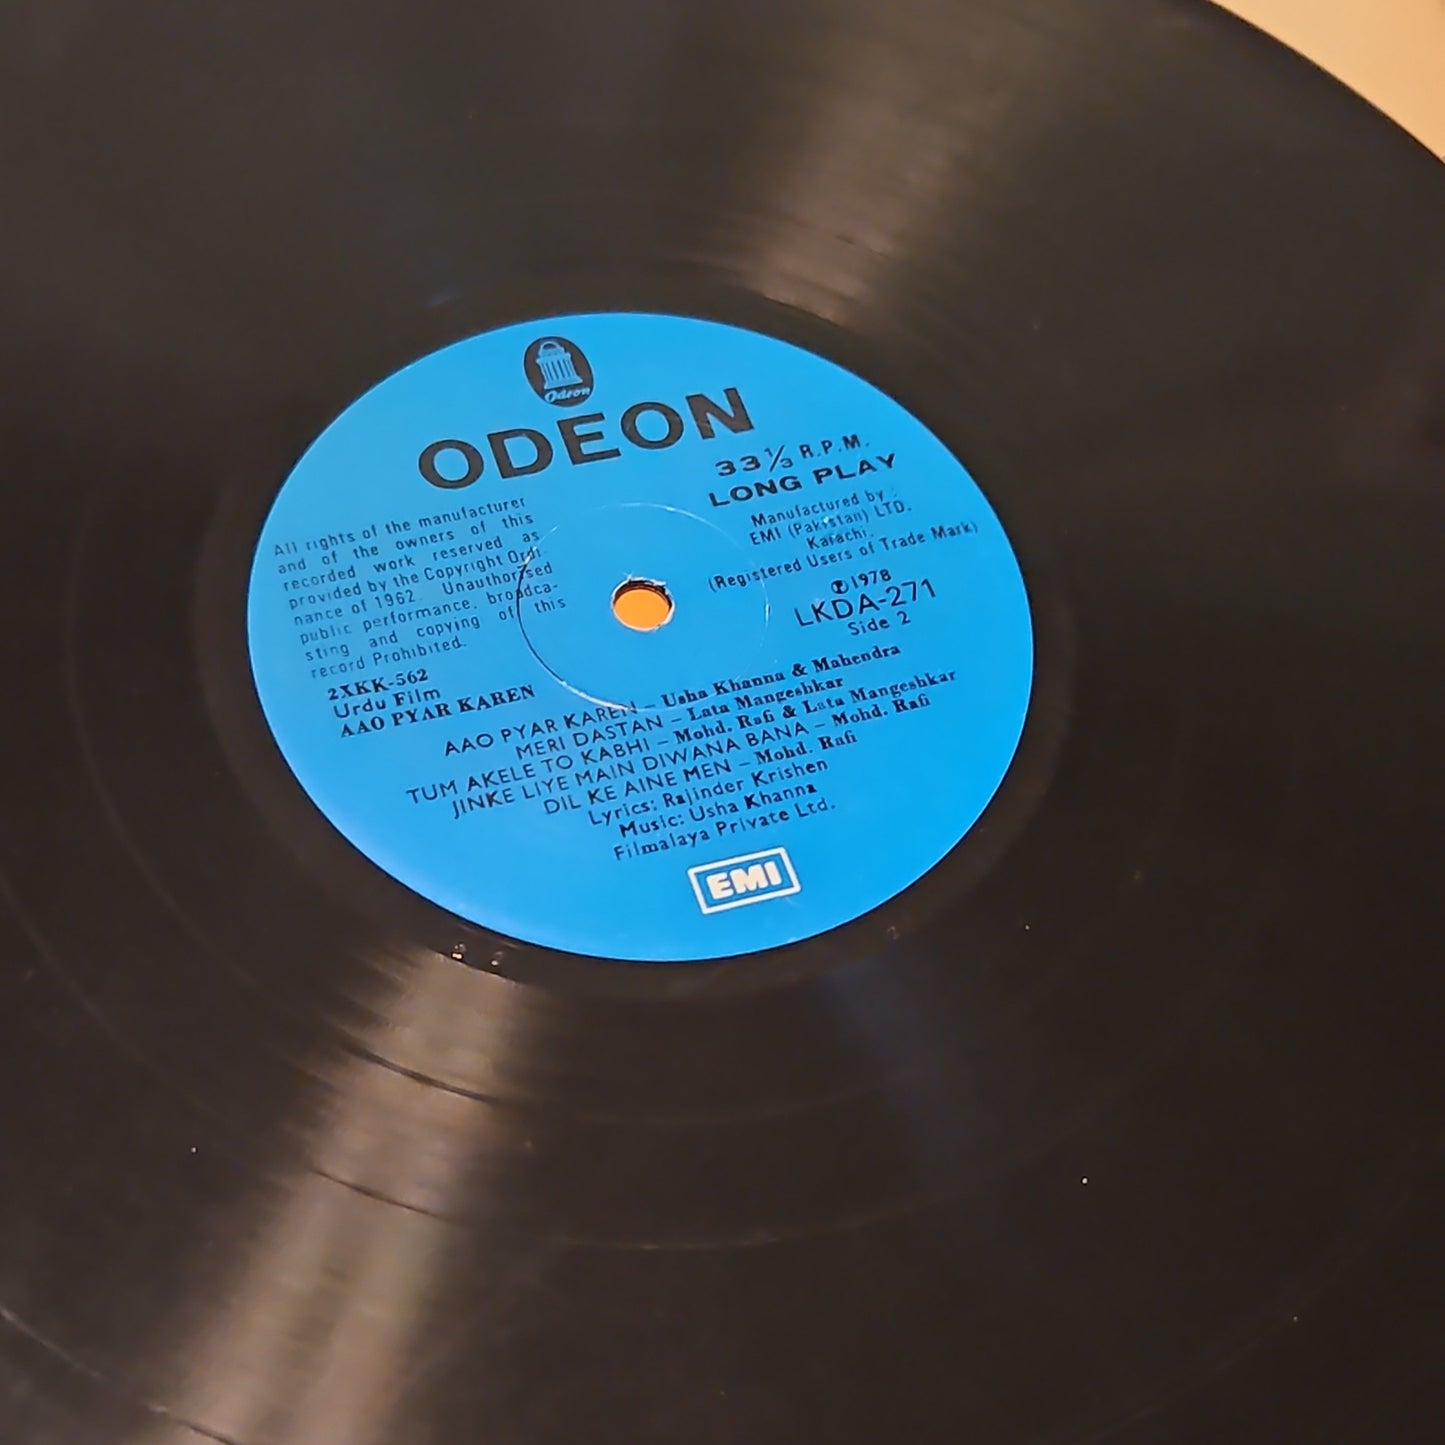 Odeon
ODEON
33⅓ R.P.M.
LONG PLAY
Manufactured by :
EMI (Pakistan) LTD.
Karachi.
(Registered Users of Trade Mark)
Ⓟ1978
LKDA-271
Side 2
All rights of the manufacturer
and of the owners of this
recorded work reserved as
provided by the Copyright Ordi-
nance of 1962. Unauthorised
public performance, broadca-
sting and copying of this
record Prohibited.
2XKK-562
Urdu Film
AAO PYAR KAREN
AAO PYAR KAREN – Usha Khanna & Mahendra
MERI DASTAN – Lata Mangeshkar
TUM AKELE TO KABHI – Mohd. Rafi & Lata Mangeshkar
JINKE LIYE MAIN DIWANA BANA – Mohd. Rafi
DIL KE AINE MEN – Mohd. Rafi
Lyrics: Rajinder Krishen
Music: Usha Khanna
Filmalaya Private Ltd.
EMI